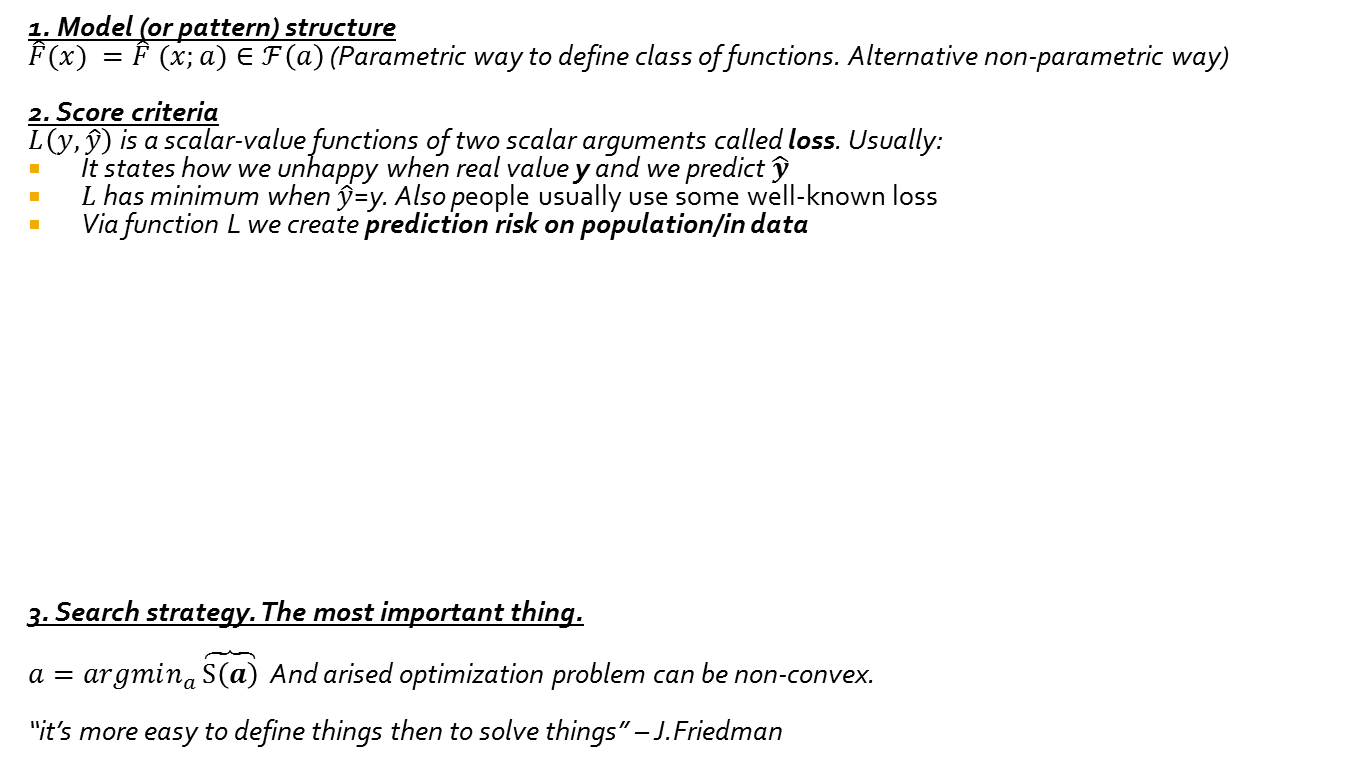 1. Model (or pattern) structure
F̂(x) = F̂ (x; a) ∈ ℱ(a) (Parametric way to define class of functions. Alternative non-parametric way)
2. Score criteria
L(y, ŷ) is a scalar-value functions of two scalar arguments called loss. Usually:
▪ It states how we unhappy when real value y and we predict ŷ
▪ L has minimum when ŷ=y. Also people usually use some well-known loss
▪ Via function L we create prediction risk on population/in data
3. Search strategy. The most important thing.
a = argminₐ S(a) And arised optimization problem can be non-convex.
“it’s more easy to define things then to solve things” – J.Friedman